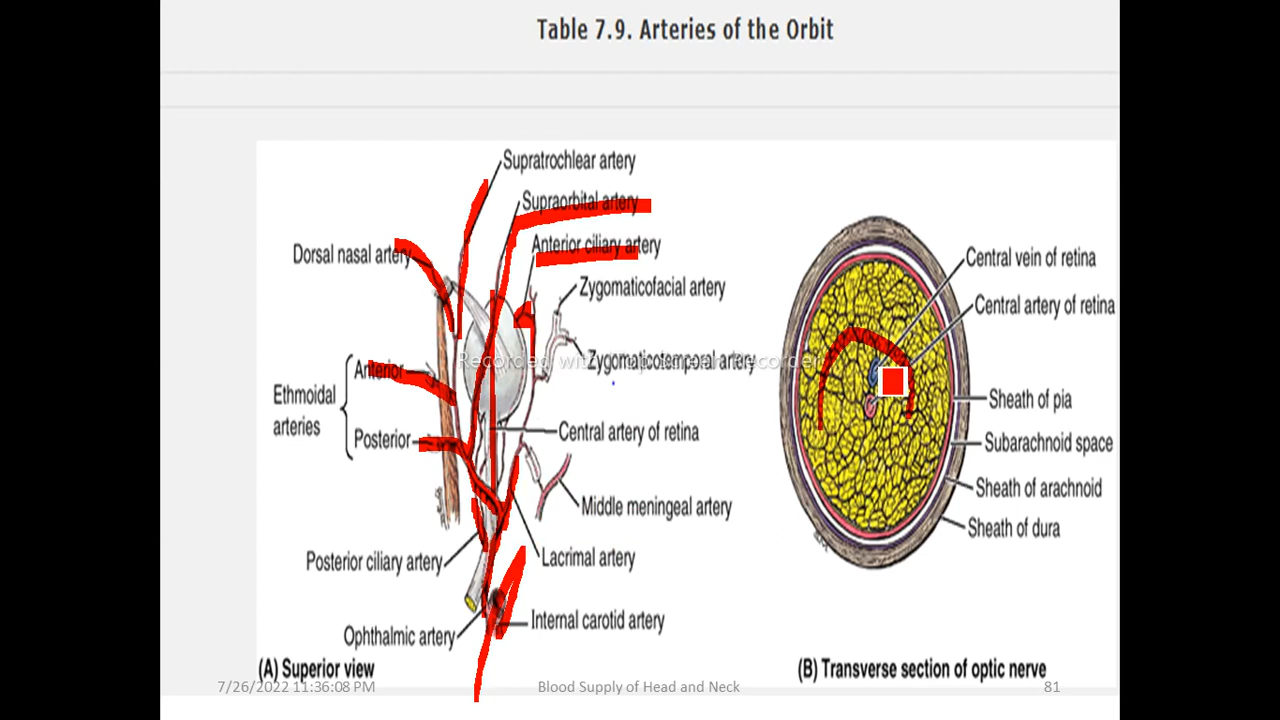 Table 7.9. Arteries of the Orbit
Supratrochlear artery
Supraorbital artery
Anterior ciliary artery
Dorsal nasal artery
Zygomaticofacial artery
Zygomaticotemporal artery
Ethmoidal
arteries
Anterior
Posterior
Central artery of retina
Middle meningeal artery
Posterior ciliary artery
Lacrimal artery
Internal carotid artery
Ophthalmic artery
(A) Superior view
Central vein of retina
Central artery of retina
Sheath of pia
Subarachnoid space
Sheath of arachnoid
Sheath of dura
(B) Transverse section of optic nerve
Recorded with Recorder
7/26/2022 11:36:08 PM
Blood Supply of Head and Neck
81